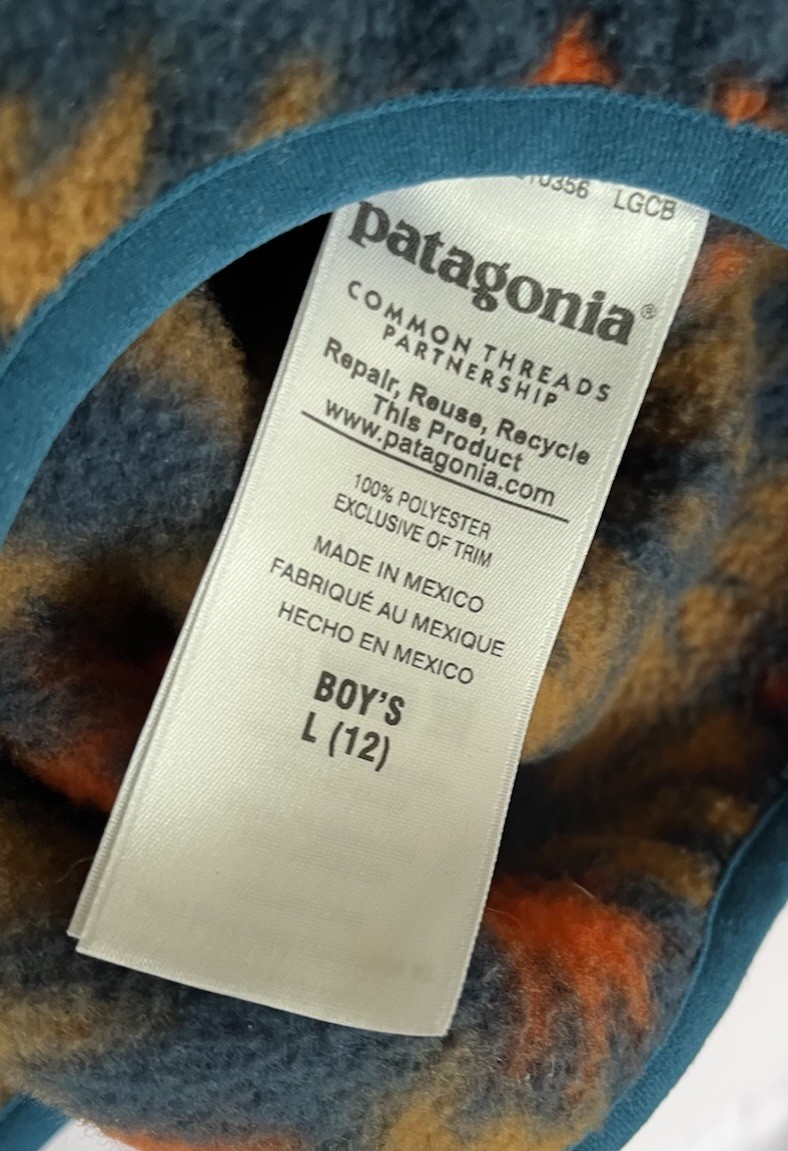 LGCB
patagonia®
COMMON THREADS
PARTNERSHIP
Repair, Reuse, Recycle
This Product
www.patagonia.com
100% POLYESTER
EXCLUSIVE OF TRIM
MADE IN MEXICO
FABRIQUÉ AU MEXIQUE
HECHO EN MEXICO
BOY'S
L (12)